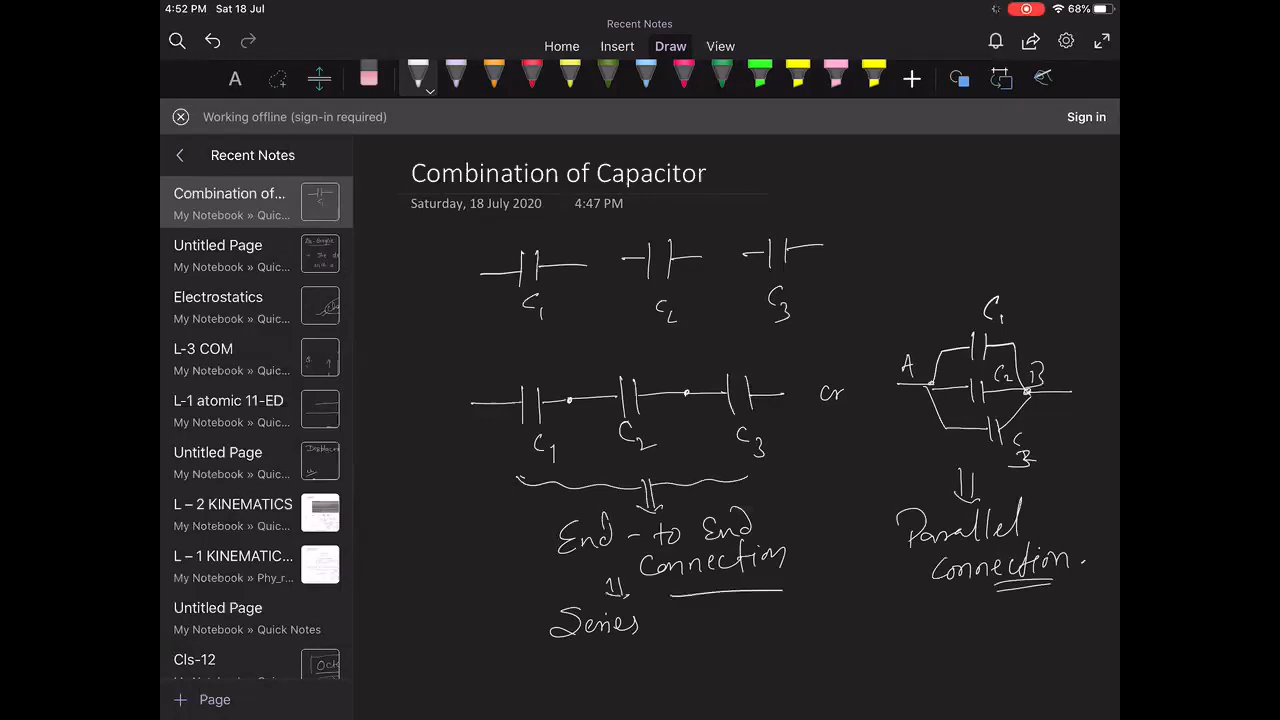 4:52 PM Sat 18 Jul
68%
Recent Notes
Home Insert Draw View
A
Working offline (sign-in required)
Sign in
Recent Notes
Combination of...
My Notebook » Quic...
Untitled Page
My Notebook » Quic...
Electrostatics
My Notebook » Quic...
L-3 COM
My Notebook » Quic...
L-1 atomic 11-ED
My Notebook » Quic...
Untitled Page
My Notebook » Quic...
L – 2 KINEMATICS
My Notebook » Quic...
L – 1 KINEMATIC...
My Notebook » Phy_r...
Untitled Page
My Notebook » Quick Notes
Cls-12
My Notebook » Quic...
+ Page
Combination of Capacitor
Saturday, 18 July 2020 4:47 PM
C1 C2 C3
C1 C2 C3
or
C1
A C2 B
C3
End - to End
Connection
Series
Parallel
Connection.